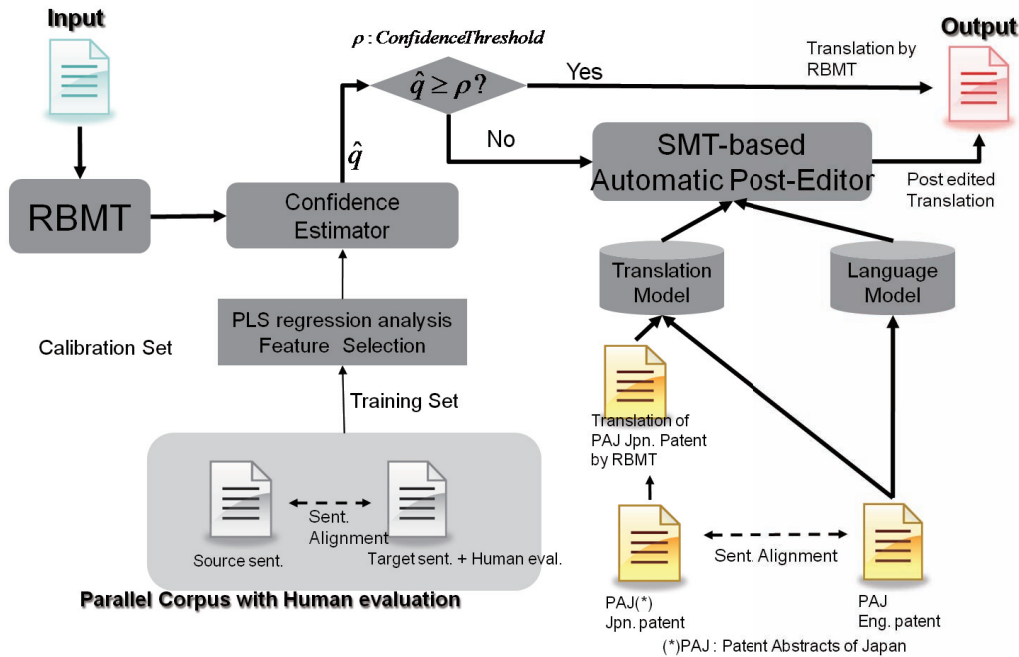 Input
ρ : ConfidenceThreshold
Output
Translation by
RBMT
q̂ ≥ ρ?
Yes
No
q̂
SMT-based
Automatic Post-Editor
Post edited
Translation
RBMT
Confidence
Estimator
Translation
Model
Language
Model
PLS regression analysis
Feature Selection
Calibration Set
Training Set
Translation of
PAJ Jpn. Patent
by RBMT
Sent.
Alignment
Source sent.
Target sent. + Human eval.
Sent. Alignment
Parallel Corpus with Human evaluation
PAJ(*)
Jpn. patent
PAJ
Eng. patent
(*)PAJ : Patent Abstracts of Japan